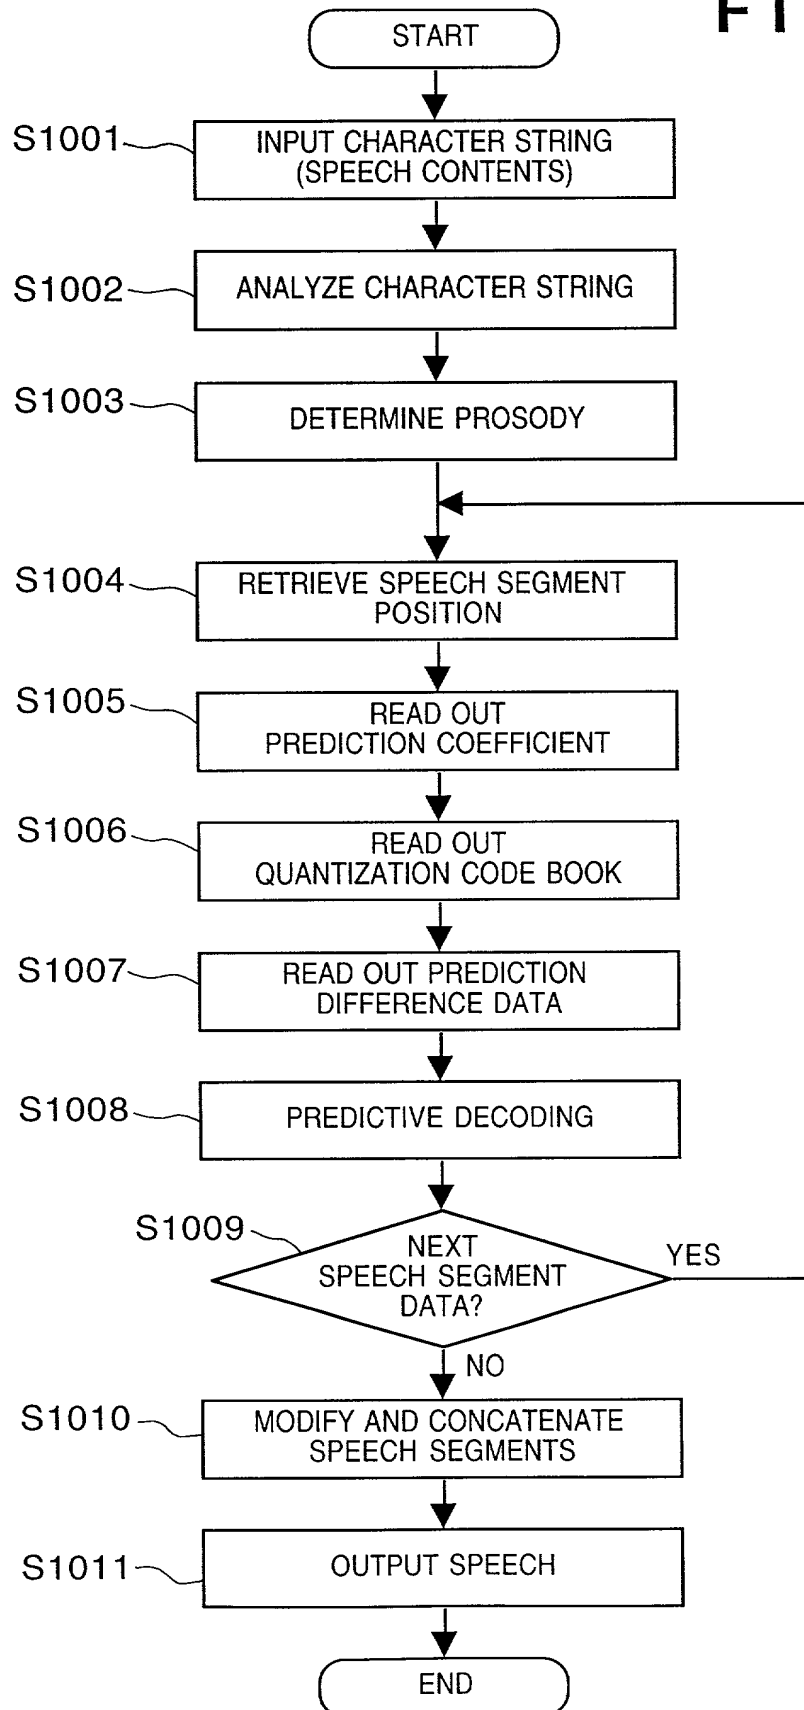 FI
START
S1001
INPUT CHARACTER STRING
(SPEECH CONTENTS)
S1002
ANALYZE CHARACTER STRING
S1003
DETERMINE PROSODY
S1004
RETRIEVE SPEECH SEGMENT
POSITION
S1005
READ OUT
PREDICTION COEFFICIENT
S1006
READ OUT
QUANTIZATION CODE BOOK
S1007
READ OUT PREDICTION
DIFFERENCE DATA
S1008
PREDICTIVE DECODING
S1009
NEXT
SPEECH SEGMENT
DATA?
YES
NO
S1010
MODIFY AND CONCATENATE
SPEECH SEGMENTS
S1011
OUTPUT SPEECH
END